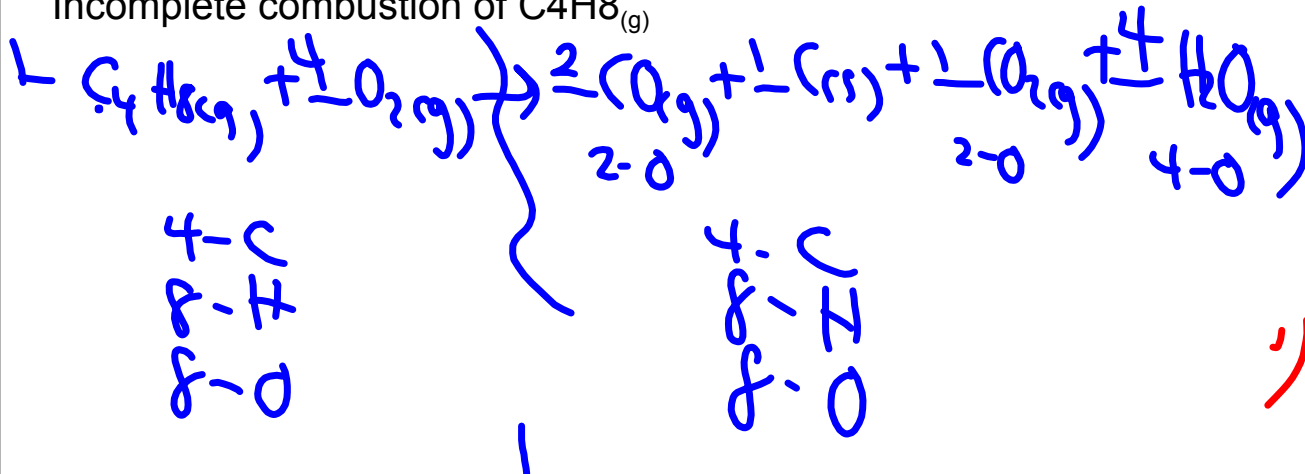 Incomplete combustion of C4H8(g)
1 C4H8(g) + 4 O2(g) → 2 CO(g) + 1 C(s) + 1 CO2(g) + 4 H2O(g)
2-O 2-O 4-O
4-C 4-C
8-H 8-H
8-O 8-O